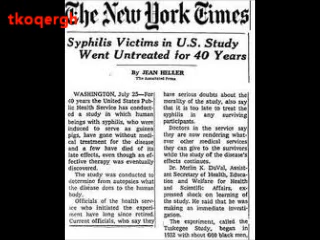 tkoqergh
The New York Times
Syphilis Victims in U.S. Study
Went Untreated for 40 Years
By JEAN HELLER
The Associated Press
WASHINGTON, July 25—For
40 years the United States Pub-
lic Health Service has conduct-
ed a study in which human
beings with syphilis, who were
induced to serve as guinea
pigs, have gone without med-
ical treatment for the disease
and a few have died of its
late effects, even though an ef-
fective therapy was eventually
discovered.
The study was conducted to
determine from autopsies what
the disease does to the human
body.
Officials of the health serv-
ice who initiated the experi-
ment have long since retired.
Current officials, who say they
have serious doubts about the
morality of the study, also say
that it is too late to treat the
syphilis in any surviving
participants.
Doctors in the service say
they are now rendering what-
ever other medical services
they can give to the survivors
while the study of the disease's
effects continues.
Dr. Merlin K. DuVal, Assist-
ant Secretary of Health, Educa-
tion and Welfare for Health
and Scientific Affairs, ex-
pressed shock on learning of
the study. He said that he was
making an immediate investi-
gation.
The experiment, called the
Tuskegee Study, began in
1932 with about 600 black men,